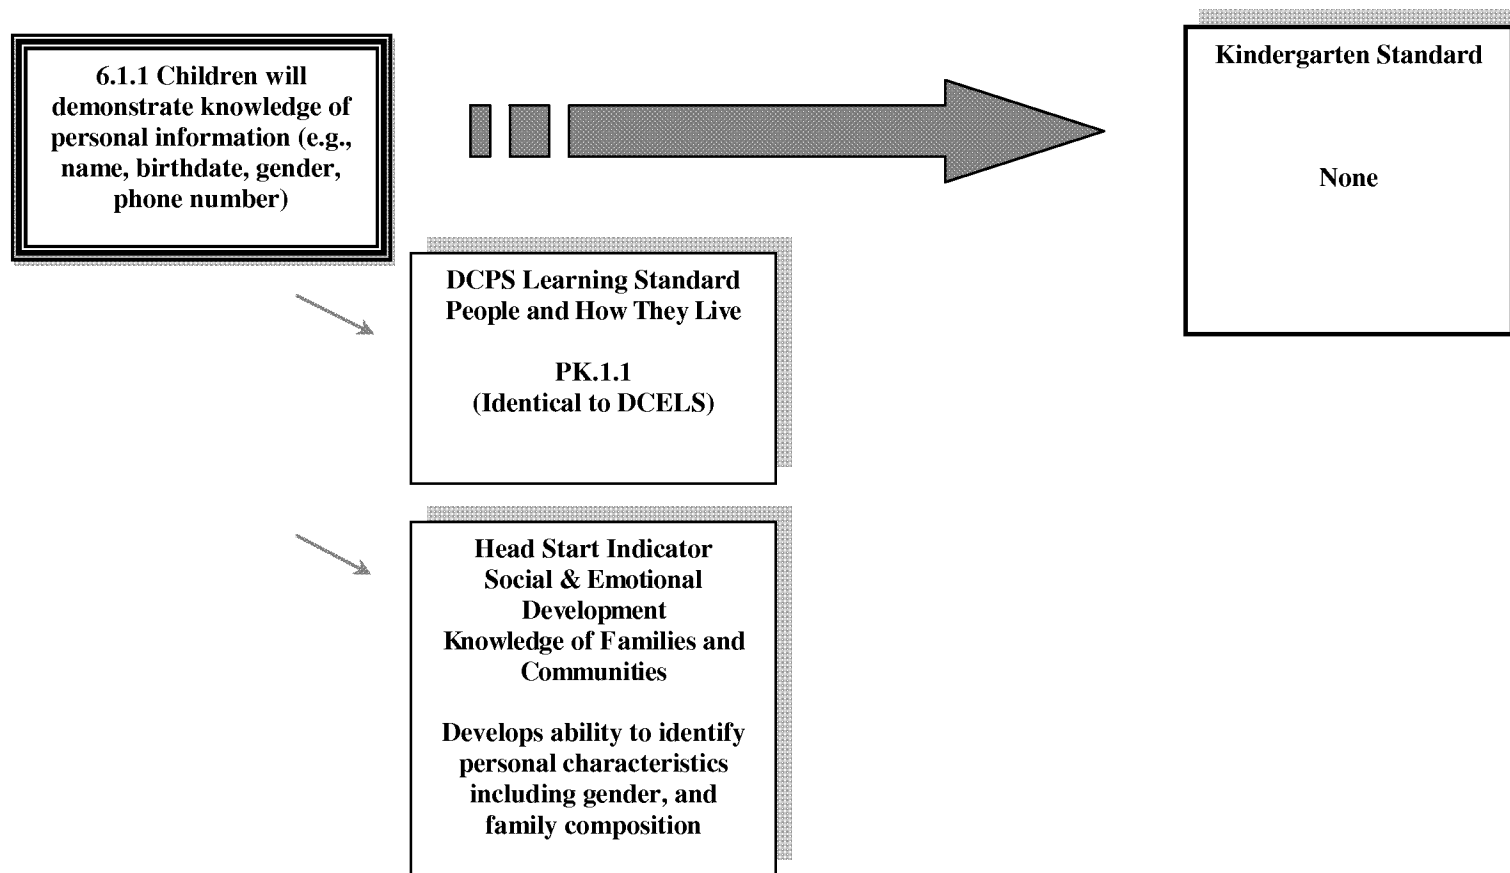 6.1.1 Children will
demonstrate knowledge of
personal information (e.g.,
name, birthdate, gender,
phone number)
Kindergarten Standard
None
DCPS Learning Standard
People and How They Live
PK.1.1
(Identical to DCELS)
Head Start Indicator
Social & Emotional
Development
Knowledge of Families and
Communities
Develops ability to identify
personal characteristics
including gender, and
family composition